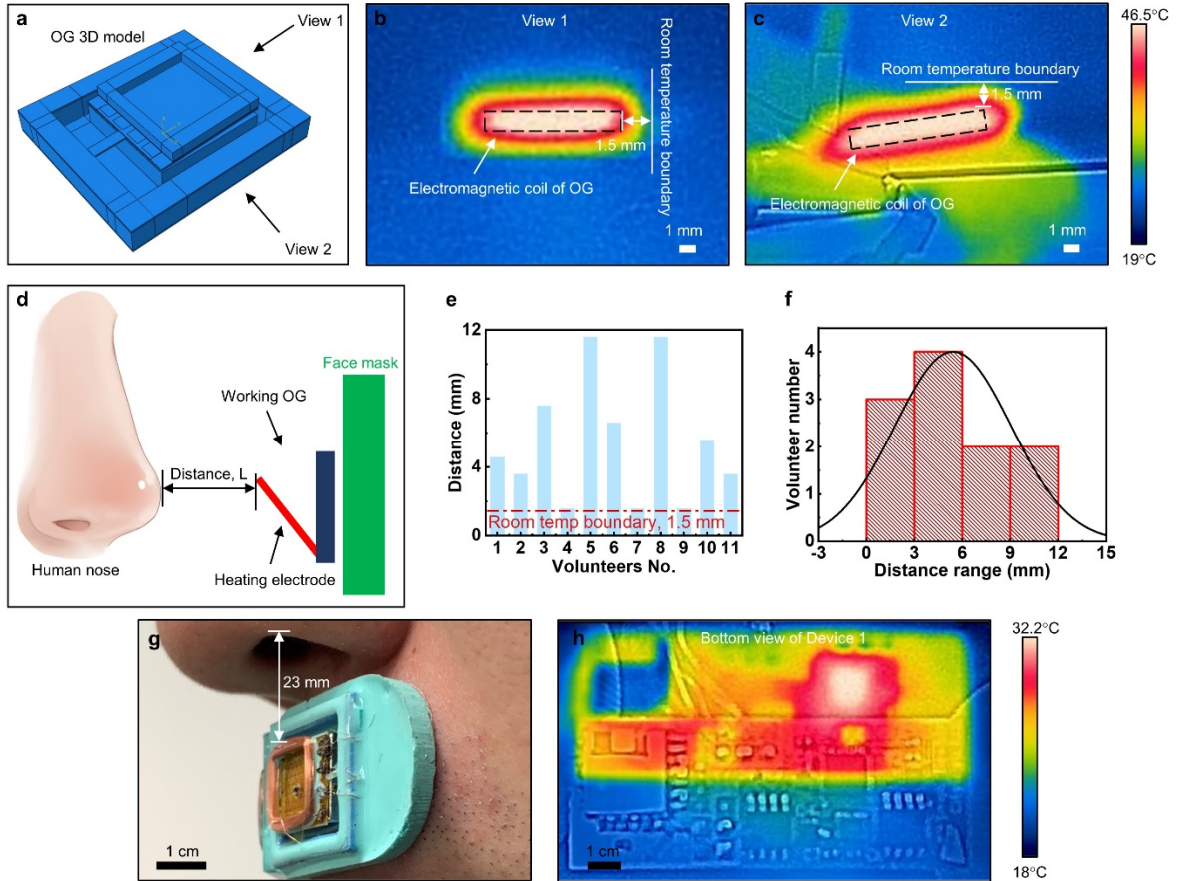 a
OG 3D model
View 1
View 2
b
View 1
Room temperature boundary
1.5 mm
Electromagnetic coil of OG
1 mm
c
View 2
Room temperature boundary
1.5 mm
Electromagnetic coil of OG
1 mm
46.5°C
19°C
d
Face mask
Working OG
Distance, L
Human nose
Heating electrode
e
Distance (mm)
12
8
4
0
Room temp boundary, 1.5 mm
1 2 3 4 5 6 7 8 9 10 11
Volunteers No.
f
Volunteer number
4
3
2
1
0
-3 0 3 6 9 12 15
Distance range (mm)
g
23 mm
1 cm
h
Bottom view of Device 1
1 cm
32.2°C
18°C